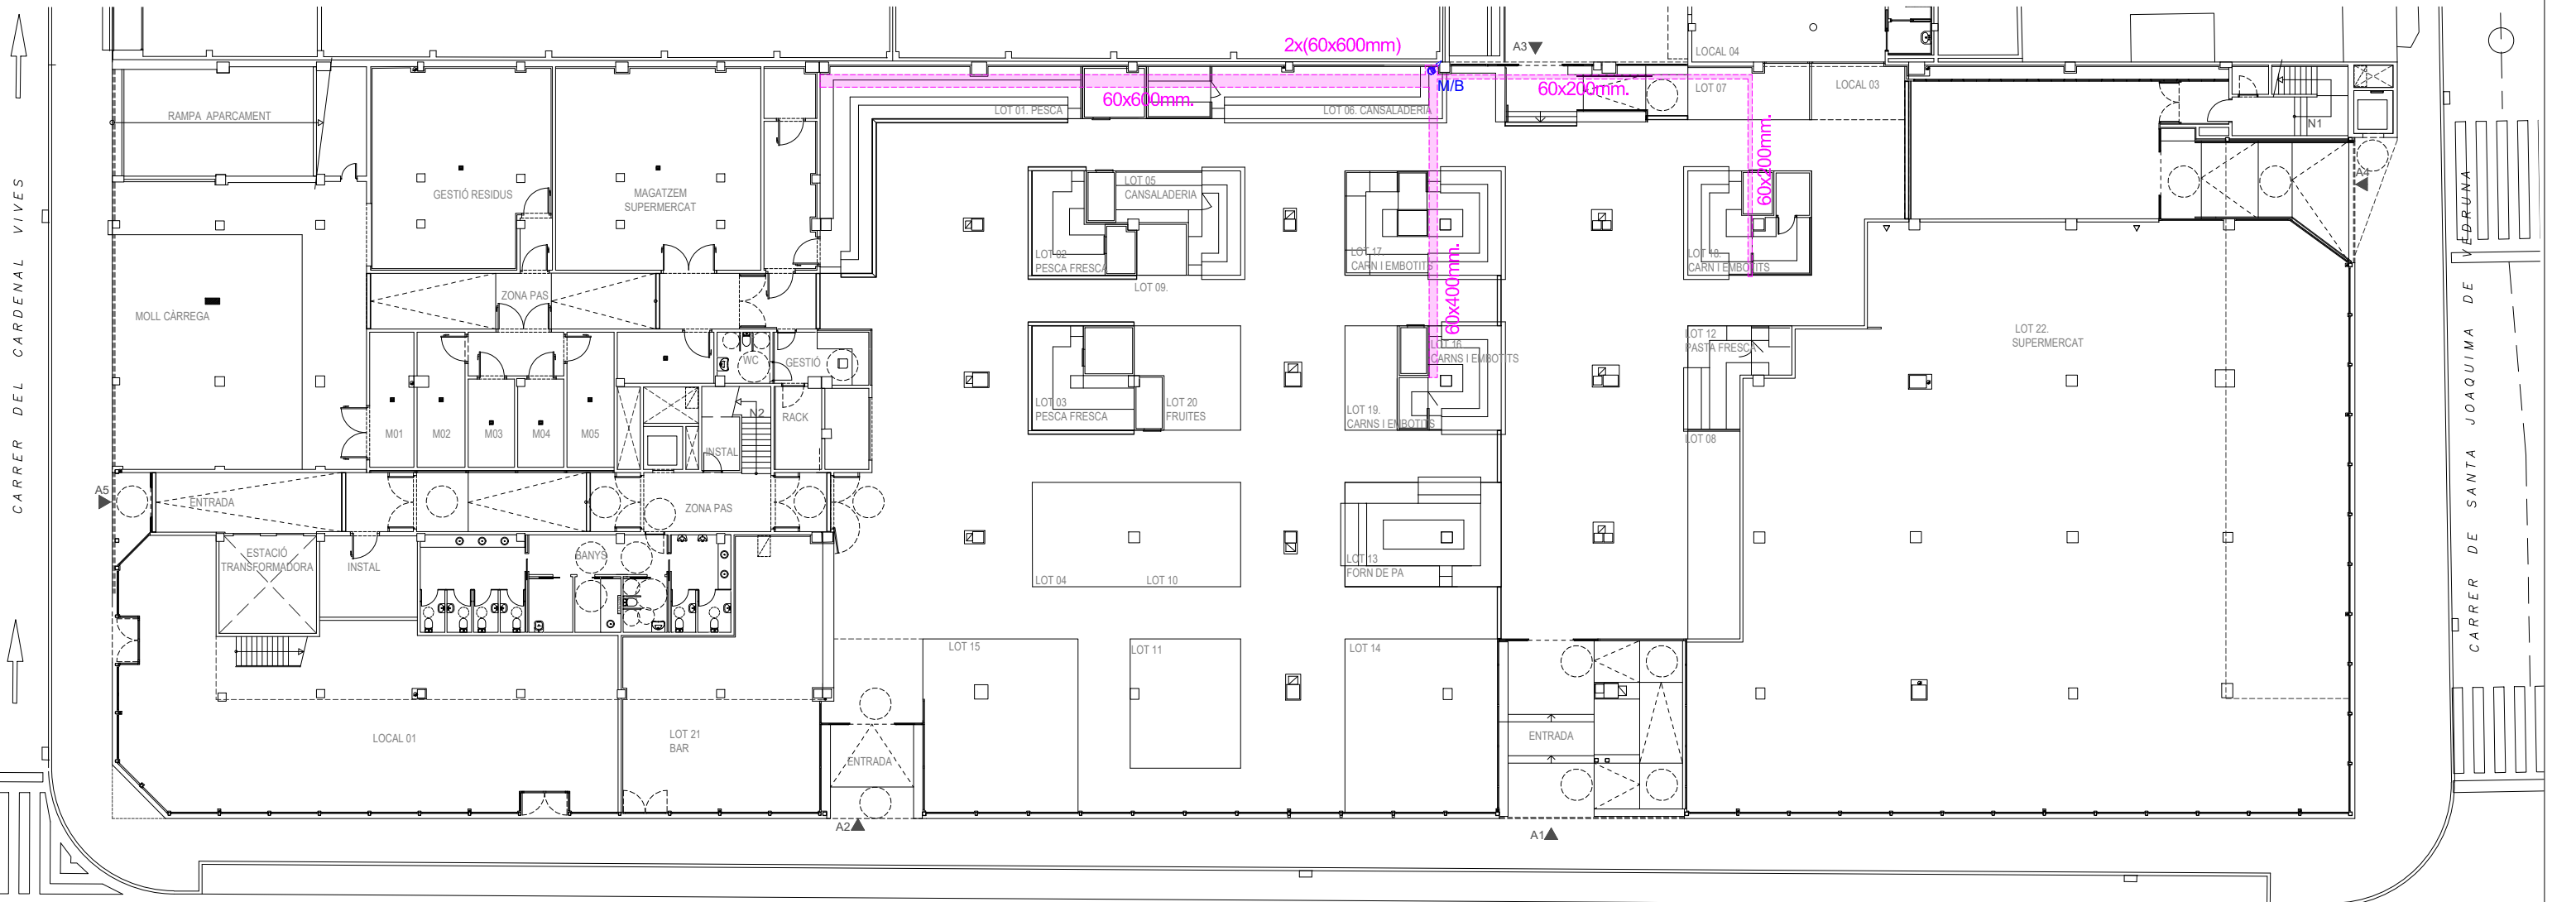 CARRER DEL CARDENAL VIVES
2x(60x600mm)
A3
LOCAL 04
M/B
60x600mm.
60x200mm.
LOT 07
LOCAL 03
RAMPA APARCAMENT
LOT 01. PESCA
LOT 06. CANSALADERIA
N1
60x200mm.
A4
GESTIÓ RESIDUS
MAGATZEM
SUPERMERCAT
LOT 05
CANSALADERIA
LOT 02
PESCA FRESCA
LOT 17.
CARN I EMBOTITS
LOT 18.
CARN I EMBOTITS
LOT 09.
60x400mm.
ZONA PAS
MOLL CÀRREGA
LOT 22.
SUPERMERCAT
LOT 12
PASTA FRESCA
LOT 16.
CARNS I EMBOTITS
WC
GESTIÓ
LOT 03
PESCA FRESCA
LOT 20
FRUITES
LOT 19.
CARNS I EMBOTITS
N2
RACK
M01
M02
M03
M04
M05
INSTAL
LOT 08
A5
ENTRADA
ZONA PAS
ESTACIÓ
TRANSFORMADORA
INSTAL
BANYS
LOT 13
FORN DE PA
LOT 04
LOT 10
LOT 15
LOT 11
LOT 14
LOCAL 01
LOT 21
BAR
ENTRADA
ENTRADA
A2
A1
CARRER DE SANTA JOAQUIMA DE VEDRUNA